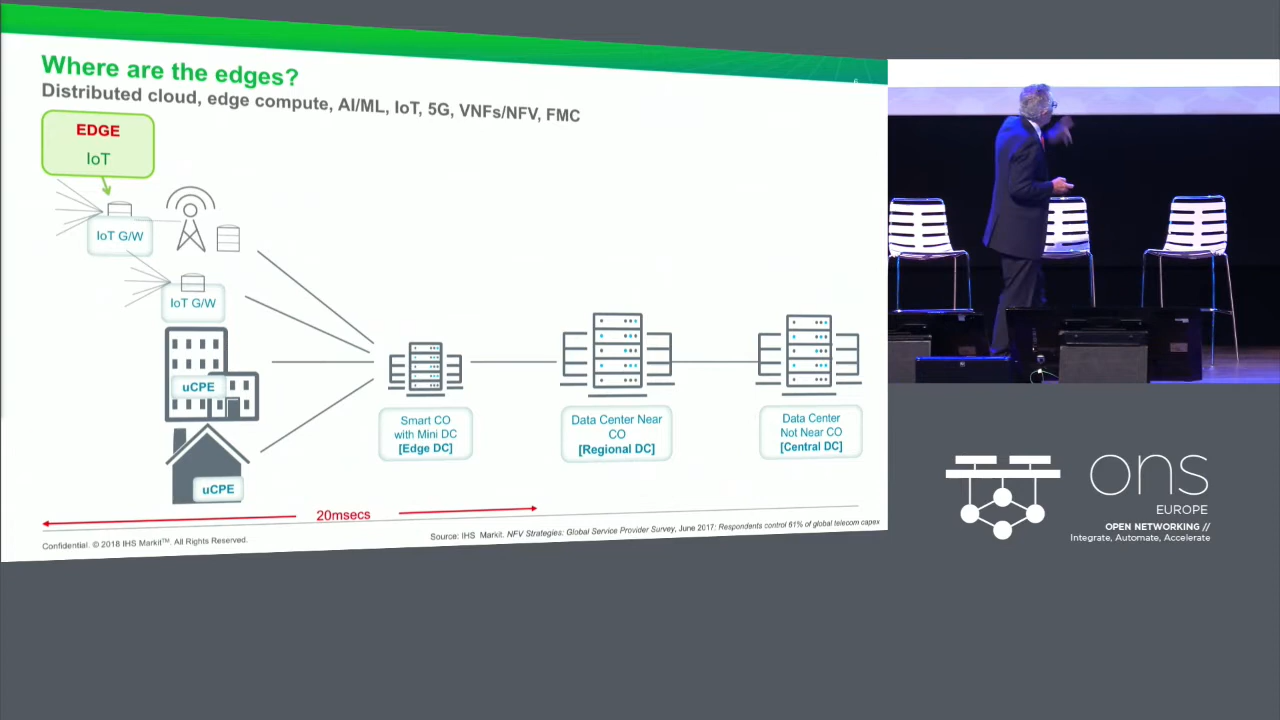 Where are the edges?
Distributed cloud, edge compute, AI/ML, IoT, 5G, VNFs/NFV, FMC
EDGE
IoT
IoT G/W
IoT G/W
uCPE
uCPE
Smart CO
with Mini DC
[Edge DC]
Data Center Near
CO
[Regional DC]
Data Center
Not Near CO
[Central DC]
20msecs
Confidential. © 2018 IHS Markit™. All Rights Reserved.
Source: IHS Markit. NFV Strategies: Global Service Provider Survey, June 2017: Respondents control 61% of global telecom capex
ons
EUROPE
OPEN NETWORKING //
Integrate, Automate, Accelerate